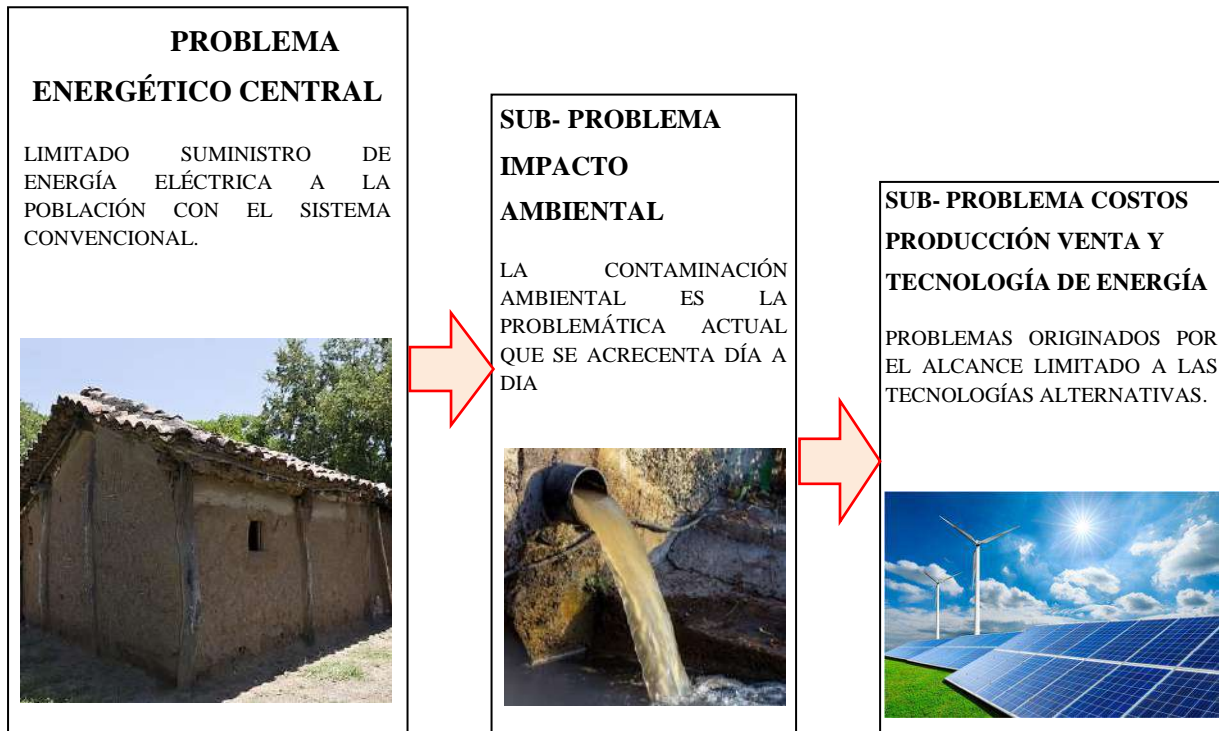 PROBLEMA
ENERGÉTICO CENTRAL
LIMITADO SUMINISTRO DE
ENERGÍA ELÉCTRICA A LA
POBLACIÓN CON EL SISTEMA
CONVENCIONAL.
SUB- PROBLEMA
IMPACTO
AMBIENTAL
LA CONTAMINACIÓN
AMBIENTAL ES LA
PROBLEMÁTICA ACTUAL
QUE SE ACRECENTA DÍA A
DIA
SUB- PROBLEMA COSTOS
PRODUCCIÓN VENTA Y
TECNOLOGÍA DE ENERGÍA
PROBLEMAS ORIGINADOS POR
EL ALCANCE LIMITADO A LAS
TECNOLOGÍAS ALTERNATIVAS.